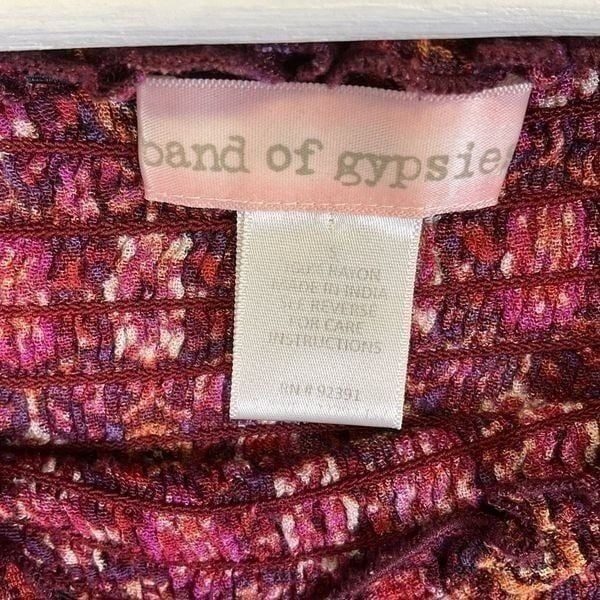 band of gypsies
S
100% RAYON
MADE IN INDIA
SEE REVERSE
FOR CARE
INSTRUCTIONS
RN # 92391